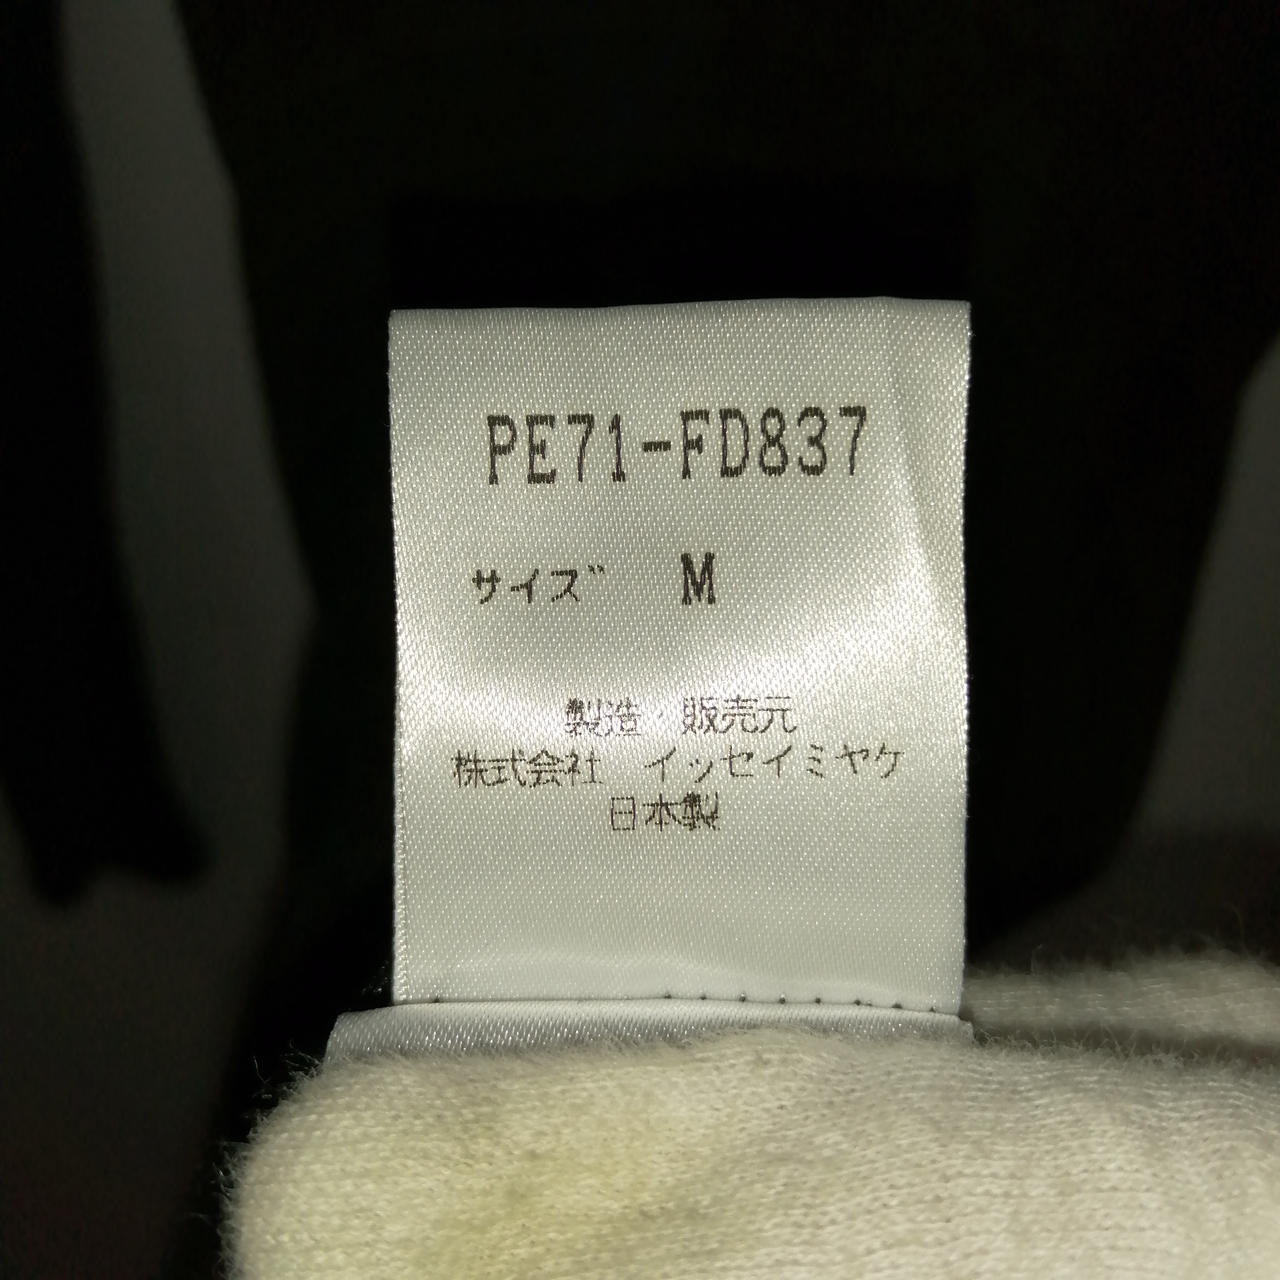 PE71-FD837
サイズ M
製造・販売元
株式会社 イッセイミヤケ
日本製